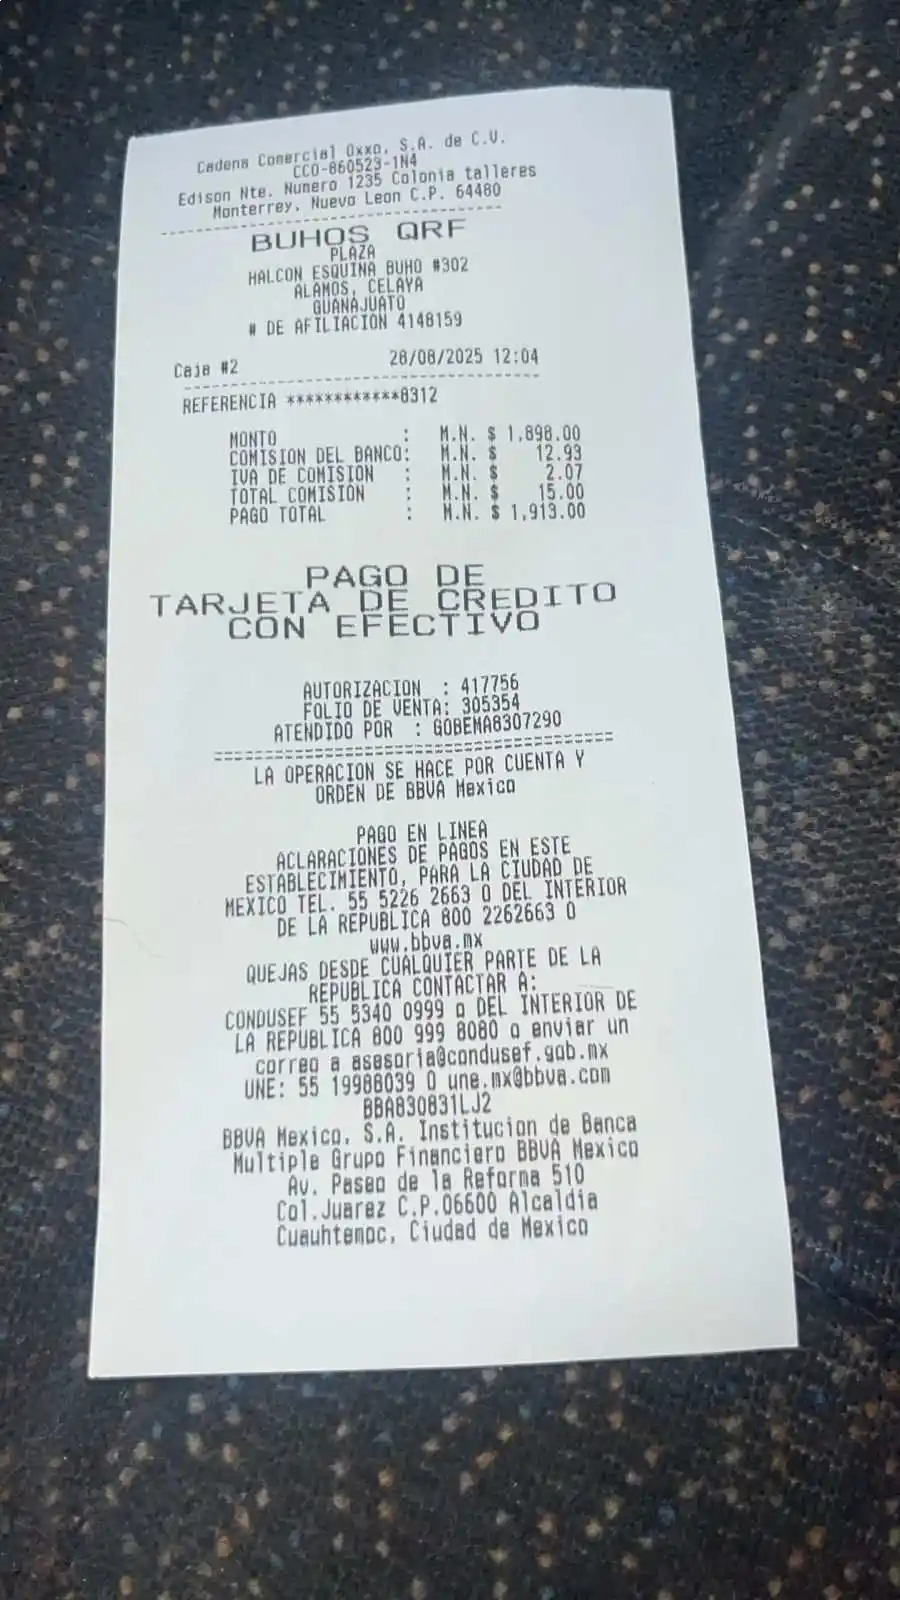 Cadena Comercial Oxxo, S.A. de C.V.
CCO-860523-1N4
Edison Nte. Numero 1235 Colonia talleres
Monterrey, Nuevo Leon C.P. 64480
BUHOS QRF
PLAZA
HALCON ESQUINA BUHO #302
ALAMOS, CELAYA
GUANAJUATO
# DE AFILIACION 4148159
Caja #2 28/08/2025 12:04
REFERENCIA ************8312
MONTO : M.N. $ 1,898.00
COMISION DEL BANCO: M.N. $ 12.93
IVA DE COMISION : M.N. $ 2.07
TOTAL COMISION : M.N. $ 15.00
PAGO TOTAL : M.N. $ 1,913.00
PAGO DE
TARJETA DE CREDITO
CON EFECTIVO
AUTORIZACION : 417756
FOLIO DE VENTA: 305354
ATENDIDO POR : GOBEMA8307290
======================================
LA OPERACION SE HACE POR CUENTA Y
ORDEN DE BBVA Mexico
PAGO EN LINEA
ACLARACIONES DE PAGOS EN ESTE
ESTABLECIMIENTO, PARA LA CIUDAD DE
MEXICO TEL. 55 5226 2663 O DEL INTERIOR
DE LA REPUBLICA 800 2262663 O
www.bbva.mx
QUEJAS DESDE CUALQUIER PARTE DE LA
REPUBLICA CONTACTAR A:
CONDUSEF 55 5340 0999 o DEL INTERIOR DE
LA REPUBLICA 800 999 8080 o enviar un
correo a asesoria@condusef.gob.mx
UNE: 55 19988039 O une.mx@bbva.com
BBA830831LJ2
BBVA Mexico, S.A. Institucion de Banca
Multiple Grupo Financiero BBVA Mexico
Av. Paseo de la Reforma 510
Col.Juarez C.P.06600 Alcaldia
Cuauhtemoc, Ciudad de Mexico